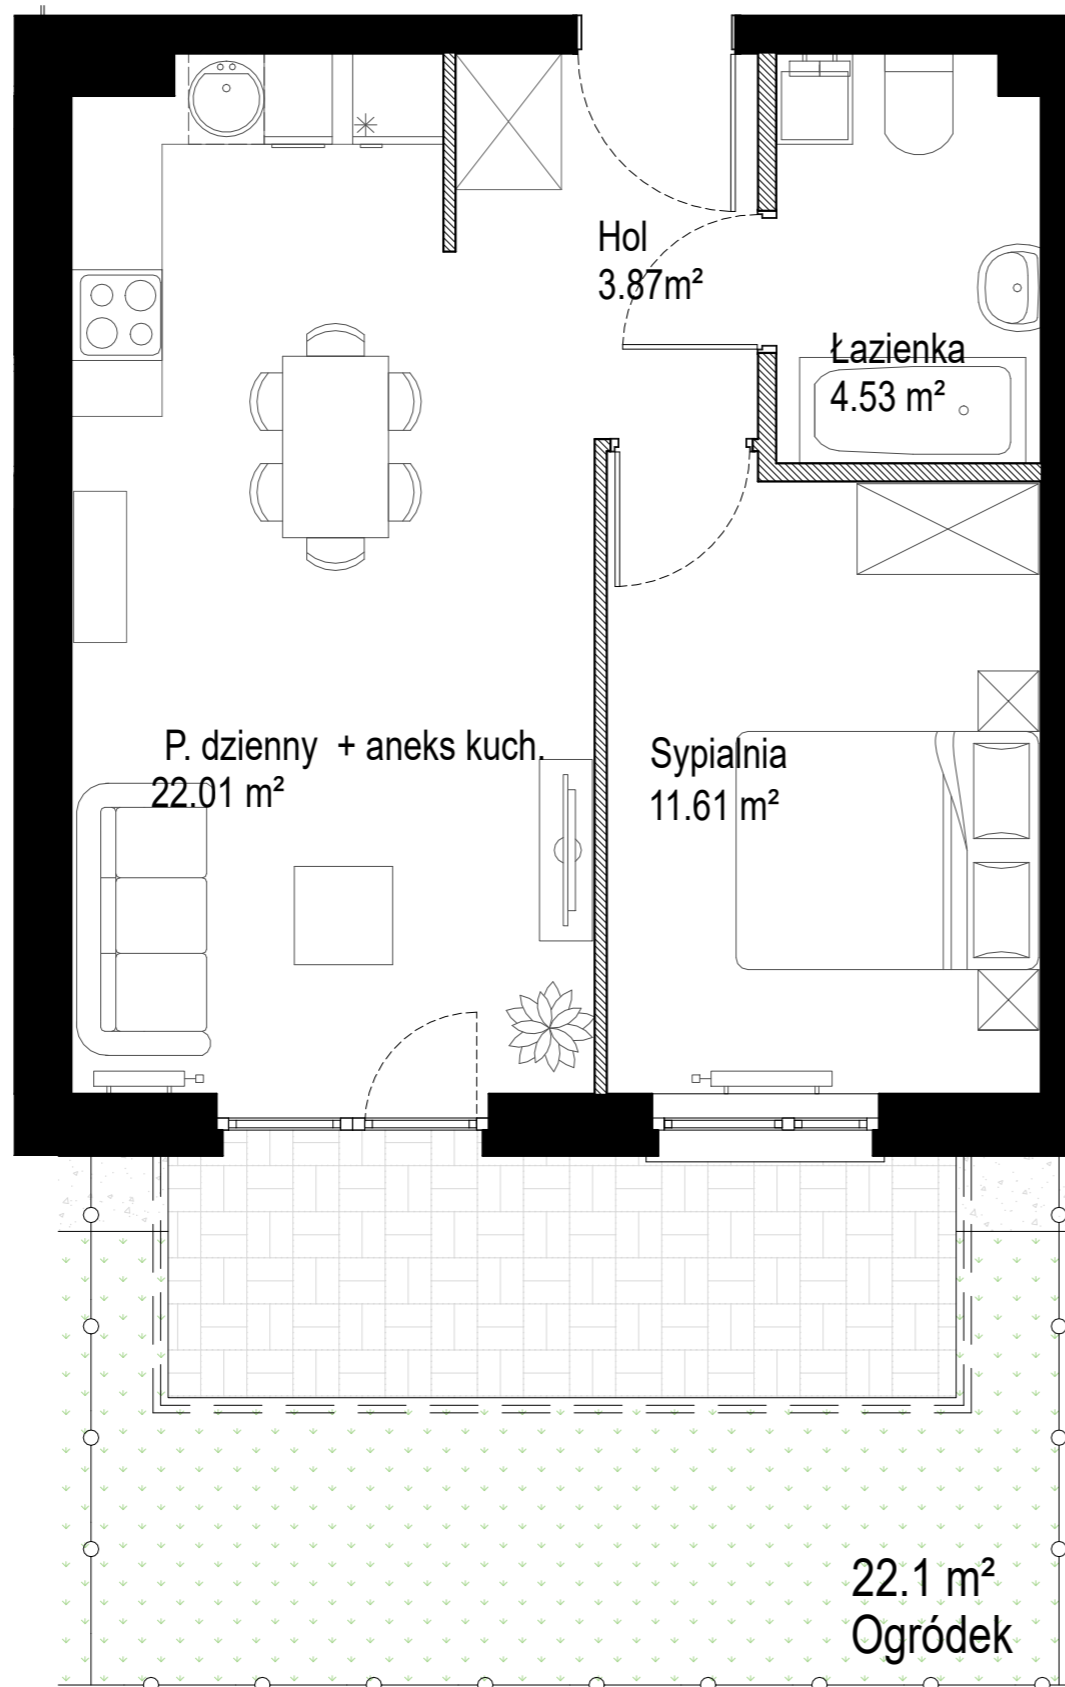 Hol
3.87m²
Łazienka
4.53 m²
P. dzienny + aneks kuch.
22.01 m²
Sypialnia
11.61 m²
22.1 m²
Ogródek